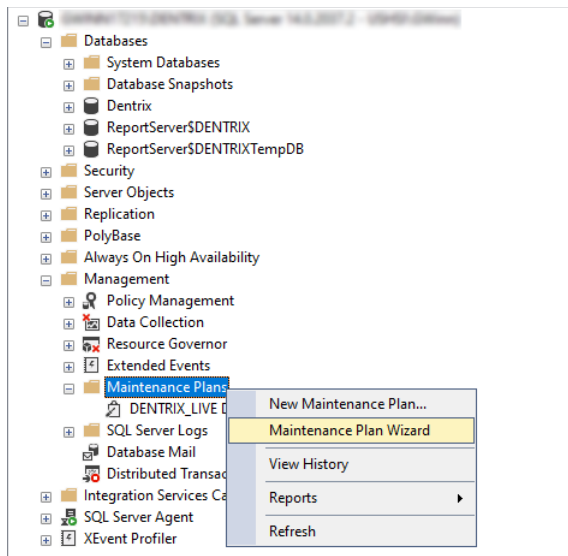 Databases
System Databases
Database Snapshots
Dentrix
ReportServer$DENTRIX
ReportServer$DENTRIXTempDB
Security
Server Objects
Replication
PolyBase
Always On High Availability
Management
Policy Management
Data Collection
Resource Governor
Extended Events
Maintenance Plans
DENTRIX_LIVE D
SQL Server Logs
Database Mail
Distributed Transac
Integration Services Ca
SQL Server Agent
XEvent Profiler
New Maintenance Plan...
Maintenance Plan Wizard
View History
Reports
Refresh